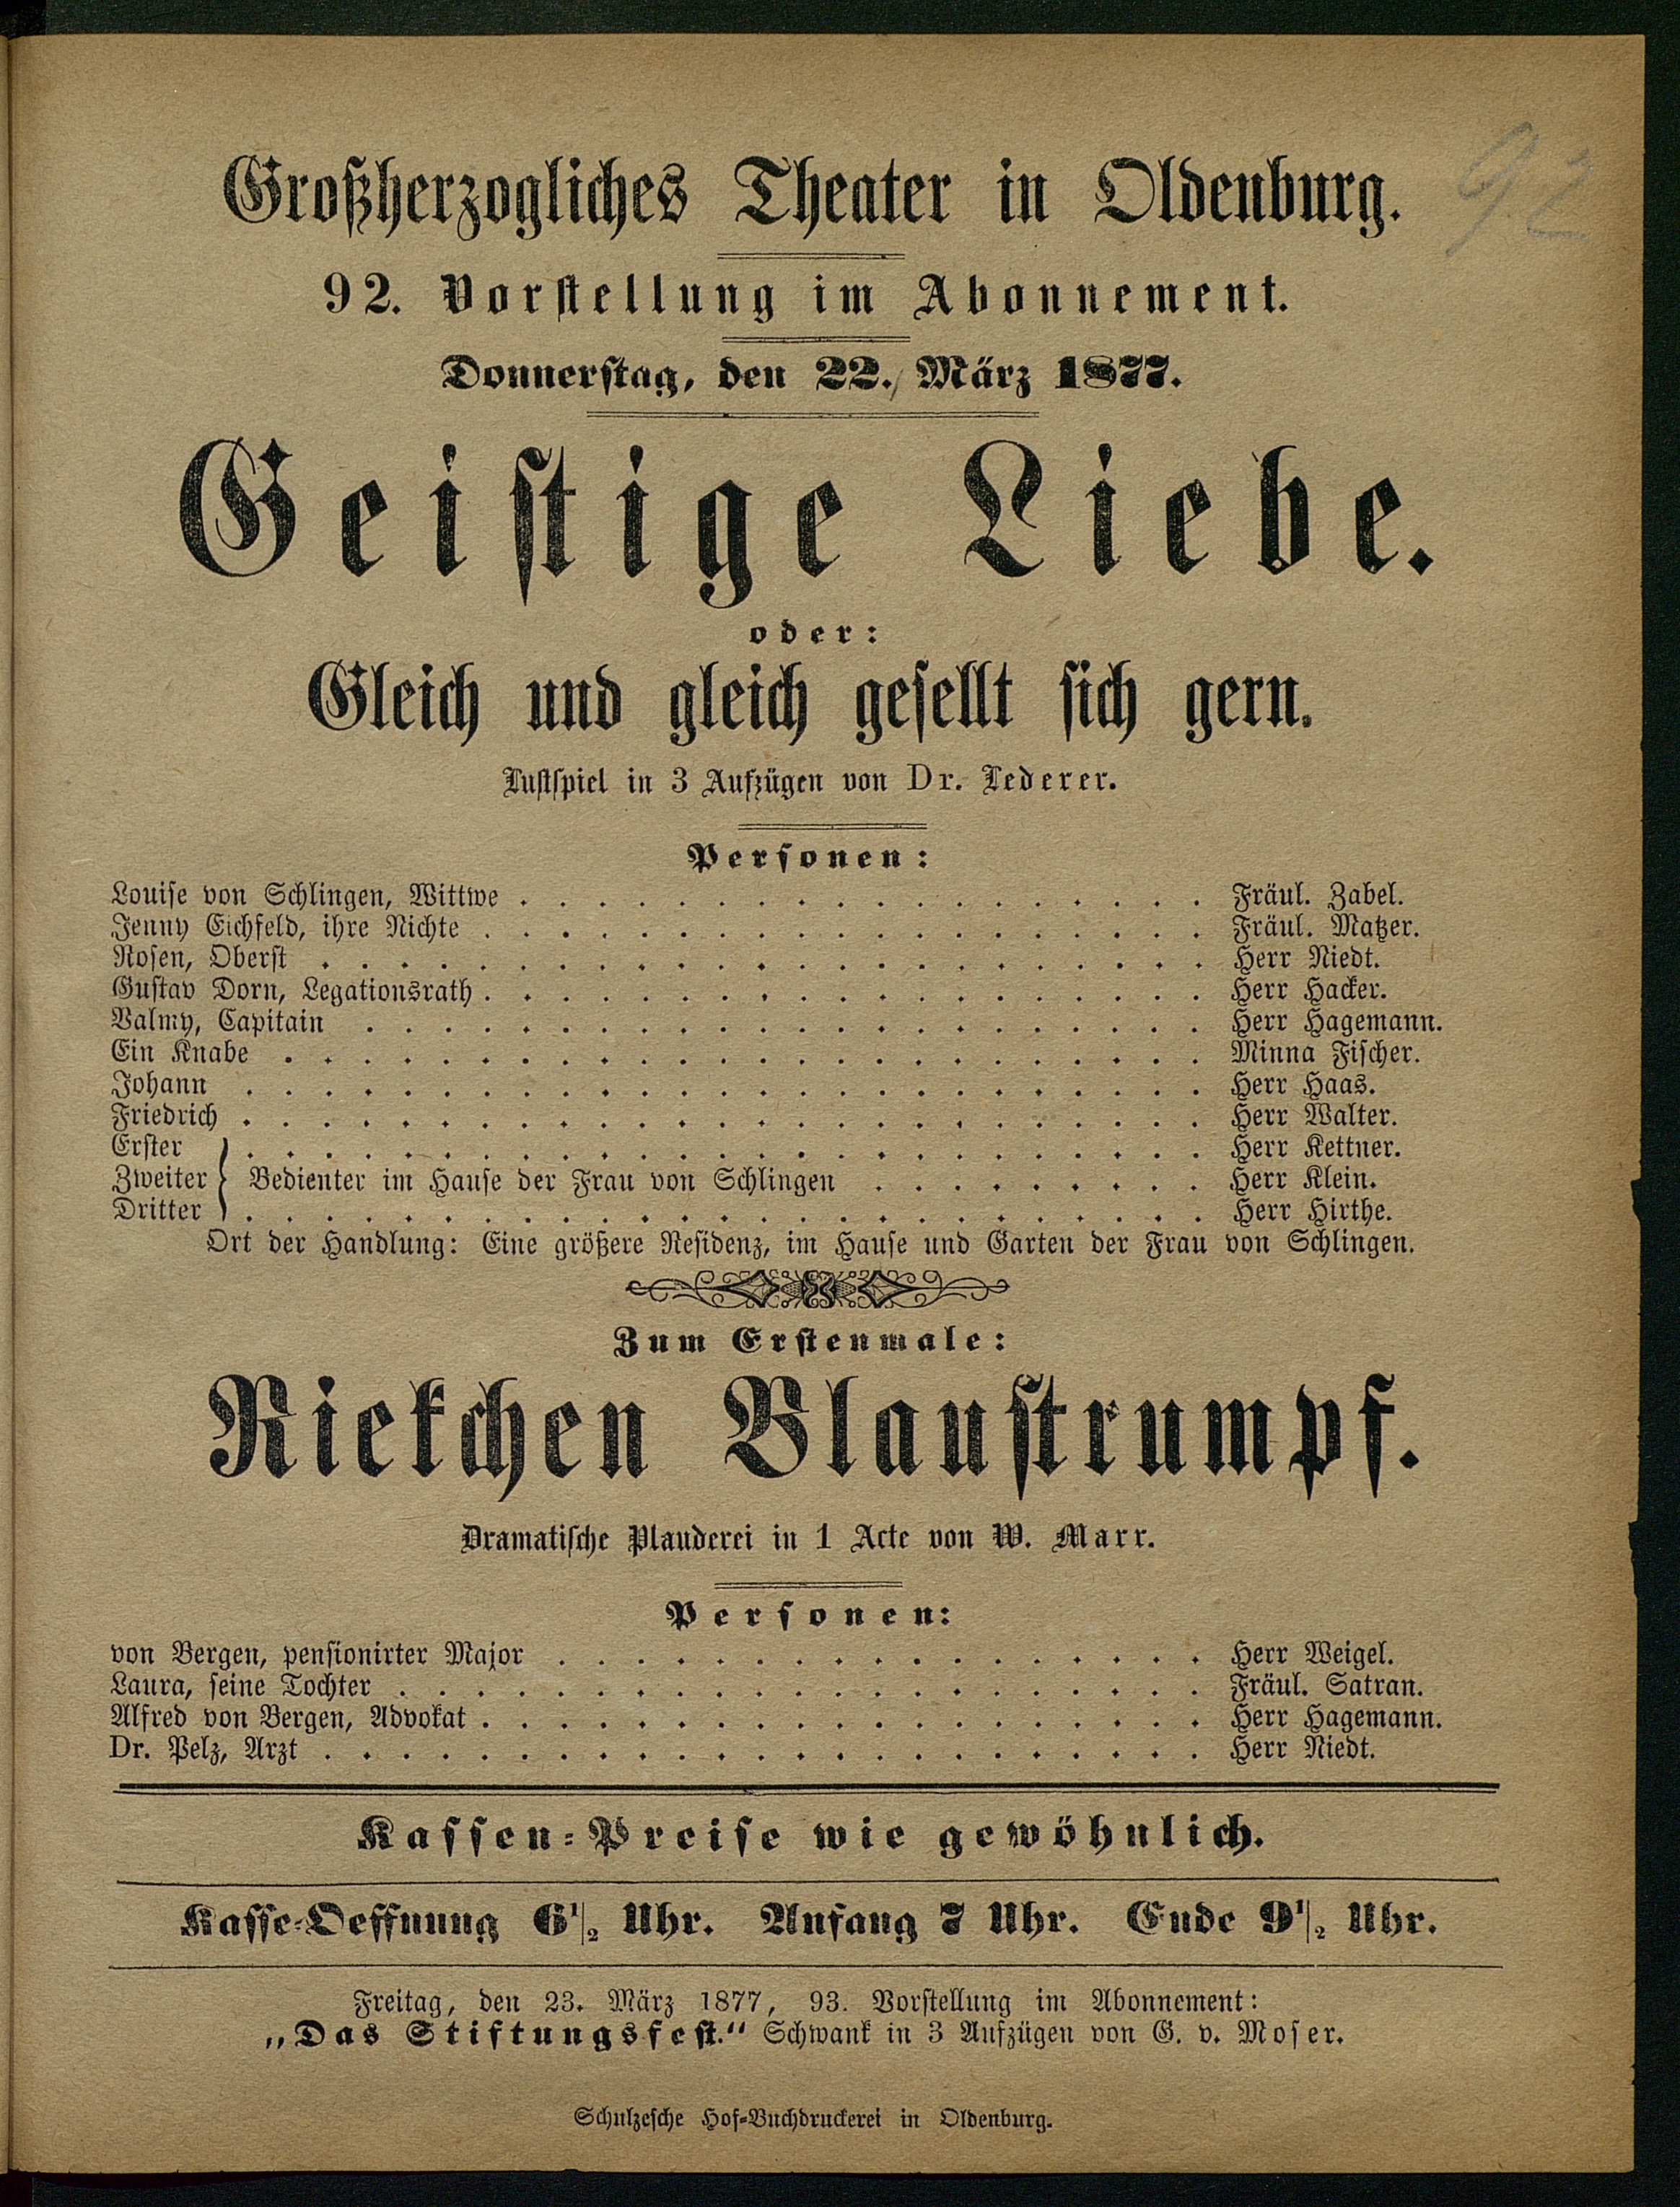 92
Großherzogliches Theater in Oldenburg.
92. Vorstellung im Abonnement.
Donnerstag, den 22. März 1877.
Geistige Liebe.
oder:
Gleich und gleich gesellt sich gern.
Lustspiel in 3 Aufzügen von Dr. Lederer.
Personen:
Louise von Schlingen, Wittwe . . . . . . . . . . . . . . . . . . Fräul. Zabel.
Jenny Eichfeld, ihre Nichte . . . . . . . . . . . . . . . . . . . Fräul. Matzer.
Rosen, Oberst . . . . . . . . . . . . . . . . . . . . . . . Herr Niedt.
Gustav Dorn, Legationsrath . . . . . . . . . . . . . . . . . . . Herr Hacker.
Valmy, Capitain . . . . . . . . . . . . . . . . . . . . . . Herr Hagemann.
Ein Knabe . . . . . . . . . . . . . . . . . . . . . . . . Minna Fischer.
Johann . . . . . . . . . . . . . . . . . . . . . . . . . Herr Haas.
Friedrich . . . . . . . . . . . . . . . . . . . . . . . . . Herr Walter.
Erster . . . . . . . . . . . . . . . . . . . . . . . . . Herr Kettner.
Zweiter } Bedienter im Hause der Frau von Schlingen . . . . . . . . . Herr Klein.
Dritter . . . . . . . . . . . . . . . . . . . . . . . . . Herr Hirthe.
Ort der Handlung: Eine größere Residenz, im Hause und Garten der Frau von Schlingen.
Zum Erstenmale:
Riekchen Blaustrumpf.
Dramatische Plauderei in 1 Acte von W. Marr.
Personen:
von Bergen, pensionirter Major . . . . . . . . . . . . . . . . . Herr Weigel.
Laura, seine Tochter . . . . . . . . . . . . . . . . . . . . . Fräul. Satran.
Alfred von Bergen, Advokat . . . . . . . . . . . . . . . . . . . Herr Hagemann.
Dr. Pelz, Arzt . . . . . . . . . . . . . . . . . . . . . . . Herr Niedt.
Kassen-Preise wie gewöhnlich.
Kasse-Oeffnung 6½ Uhr. Anfang 7 Uhr. Ende 9½ Uhr.
Freitag, den 23. März 1877, 93. Vorstellung im Abonnement:
„Das Stiftungsfest.“ Schwank in 3 Aufzügen von G. v. Moser.
Schulzesche Hof-Buchdruckerei in Oldenburg.